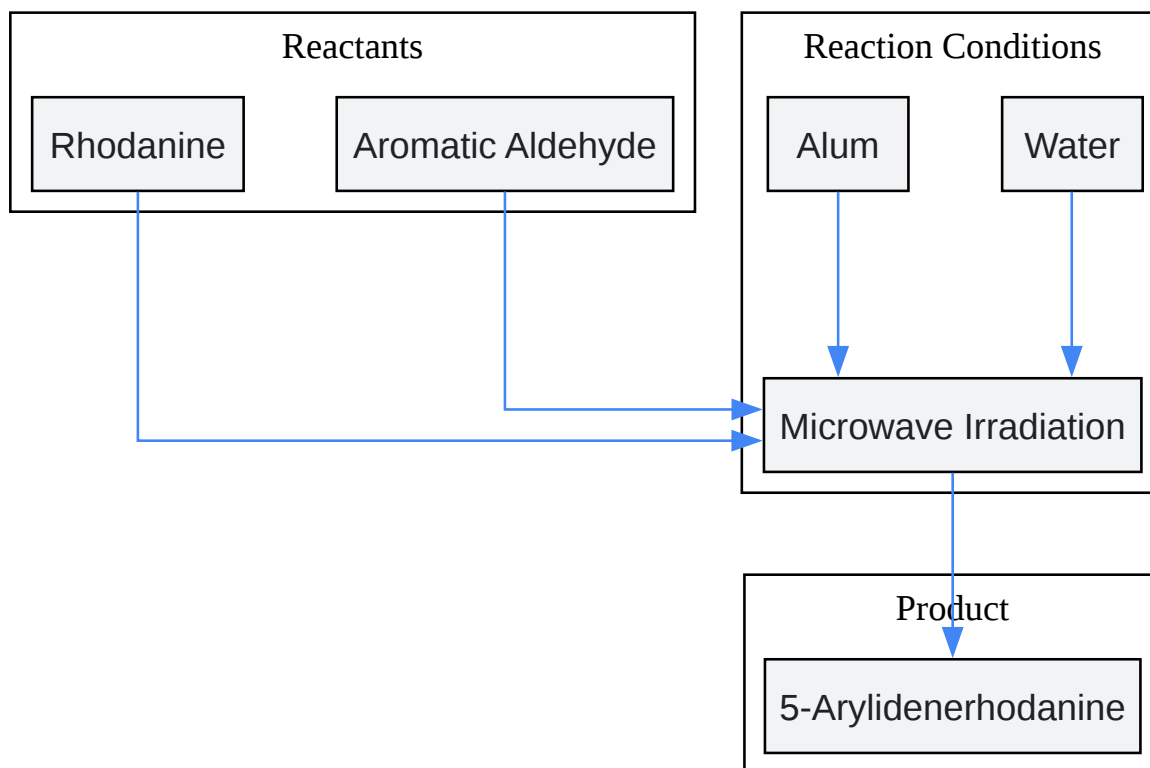 Reactants
Rhodanine
Aromatic Aldehyde
Reaction Conditions
Alum
Water
Microwave Irradiation
Product
5-Arylidenerhodanine